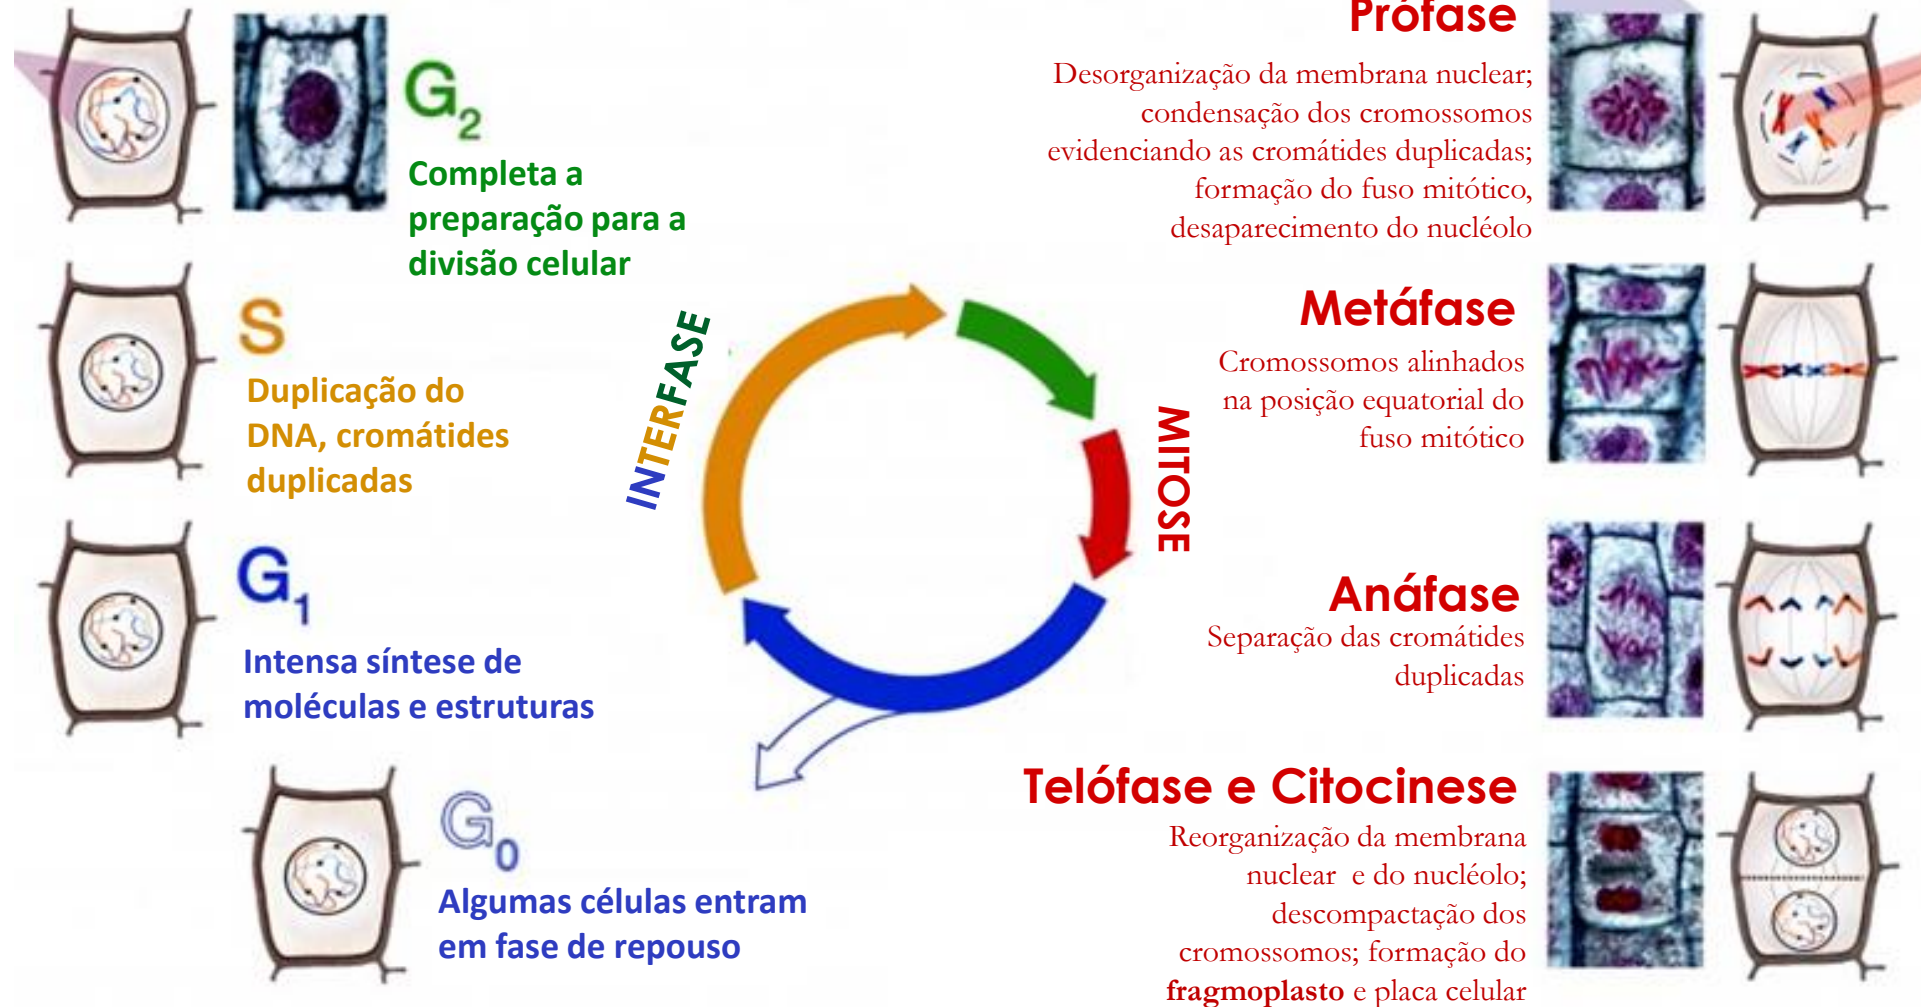 G2
Completa a
preparação para a
divisão celular
S
Duplicação do
DNA, cromátides
duplicadas
G1
Intensa síntese de
moléculas e estruturas
G0
Algumas células entram
em fase de repouso
INTERFASE
MITOSE
Prófase
Desorganização da membrana nuclear;
condensação dos cromossomos
evidenciando as cromátides duplicadas;
formação do fuso mitótico,
desaparecimento do nucléolo
Metáfase
Cromossomos alinhados
na posição equatorial do
fuso mitótico
Anáfase
Separação das cromátides
duplicadas
Telófase e Citocinese
Reorganização da membrana
nuclear e do nucléolo;
descompactação dos
cromossomos; formação do
fragmoplasto e placa celular